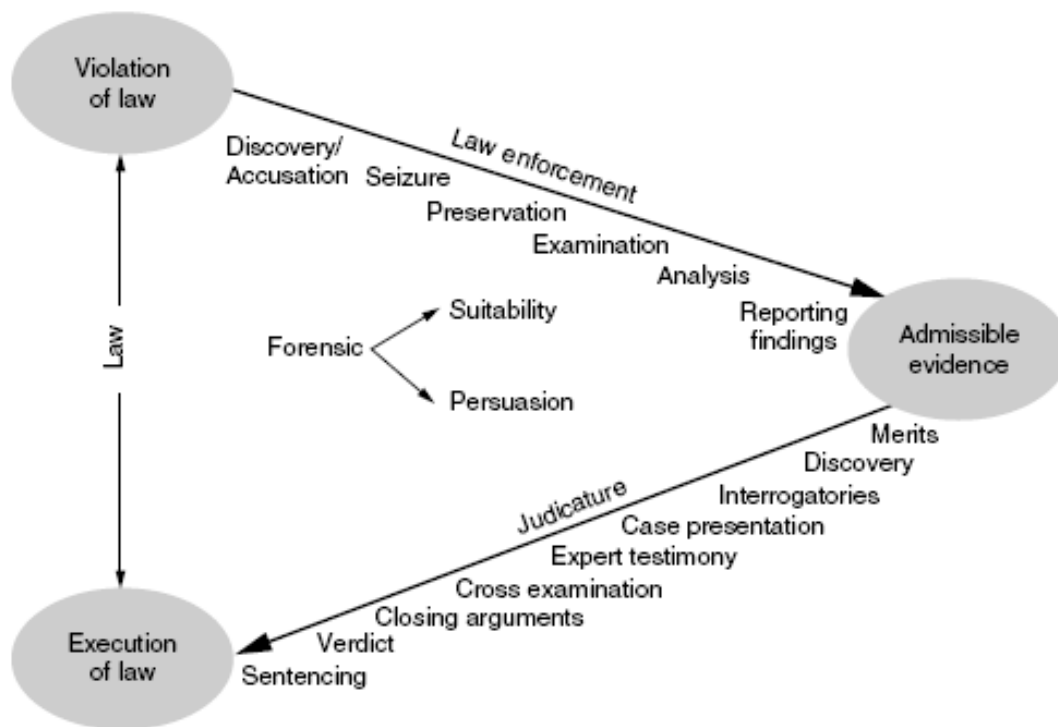 Violation
of law
Law enforcement
Discovery/
Accusation
Seizure
Preservation
Examination
Analysis
Reporting
findings
Admissible
evidence
Law
Forensic
Suitability
Persuasion
Merits
Discovery
Interrogatories
Judicature
Case presentation
Expert testimony
Cross examination
Closing arguments
Verdict
Sentencing
Execution
of law